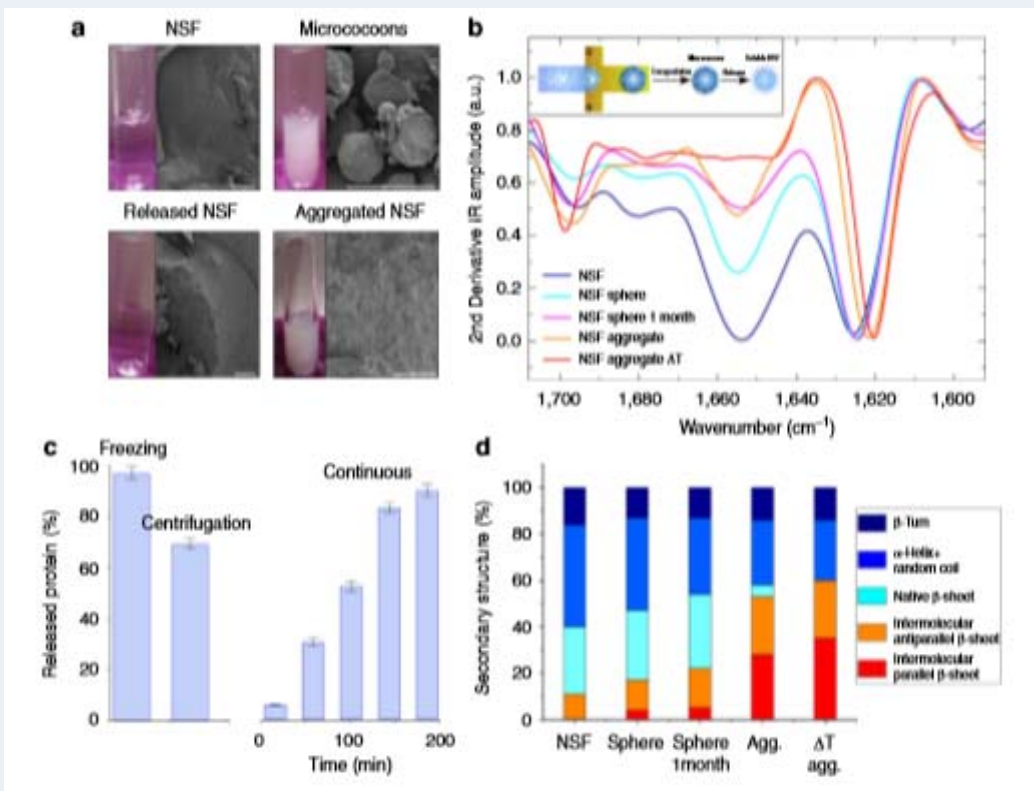 a
NSF
Micrococoons
Released NSF
Aggregated NSF
b
2nd Derivative IR amplitude (a.u.)
1.0
0.8
0.6
0.4
0.2
0.0
Micrococoon
Release
NSF
NSF sphere
NSF sphere 1 month
NSF aggregate
NSF aggregate ΔT
1,700
1,680
1,660
1,640
1,620
1,600
Wavenumber (cm⁻¹)
c
Released protein (%)
100
80
60
40
20
0
Freezing
Centrifugation
Continuous
0
100
200
Time (min)
d
Secondary structure (%)
100
80
60
40
20
0
NSF
Sphere
Sphere
1month
Agg.
ΔT
agg.
β-Turn
α-Helix+
random coil
Native β-sheet
Intermolecular
antiparallel β-sheet
Intermolecular
parallel β-sheet